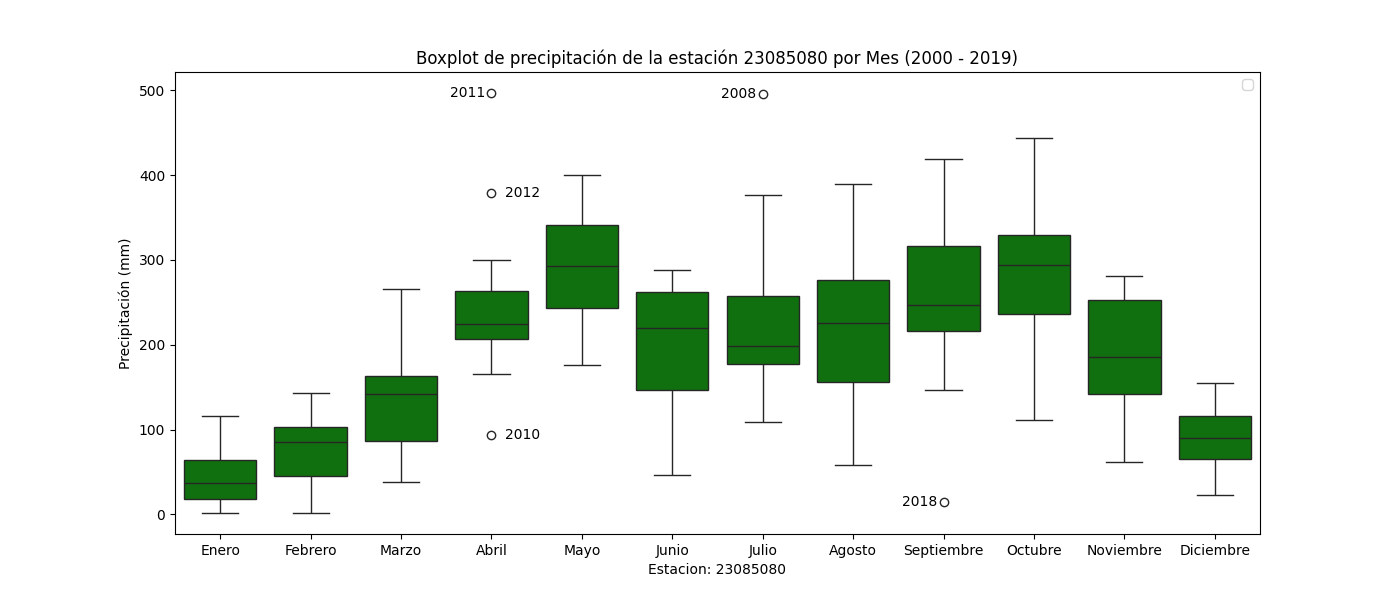 Boxplot de precipitación de la estación 23085080 por Mes (2000 - 2019)
Precipitación (mm)
500
400
300
200
100
0
2011
2012
2010
2008
2018
Enero Febrero Marzo Abril Mayo Junio Julio Agosto Septiembre Octubre Noviembre Diciembre
Estacion: 23085080